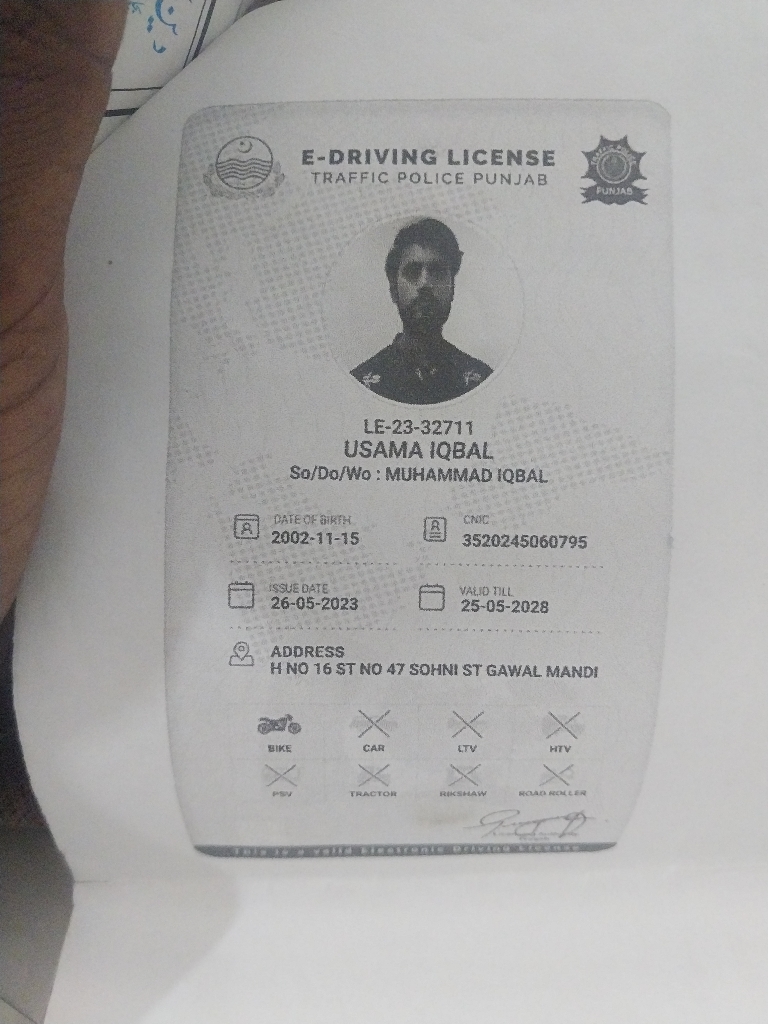 E-DRIVING LICENSE
TRAFFIC POLICE PUNJAB
TRAFFIC POLICE
PUNJAB
LE-23-32711
USAMA IQBAL
So/Do/Wo : MUHAMMAD IQBAL
DATE OF BIRTH
2002-11-15
CNIC
3520245060795
ISSUE DATE
26-05-2023
VALID TILL
25-05-2028
ADDRESS
H NO 16 ST NO 47 SOHNI ST GAWAL MANDI
BIKE
CAR
LTV
HTV
PSV
TRACTOR
RIKSHAW
ROAD ROLLER
This is a valid Electronic Driving License